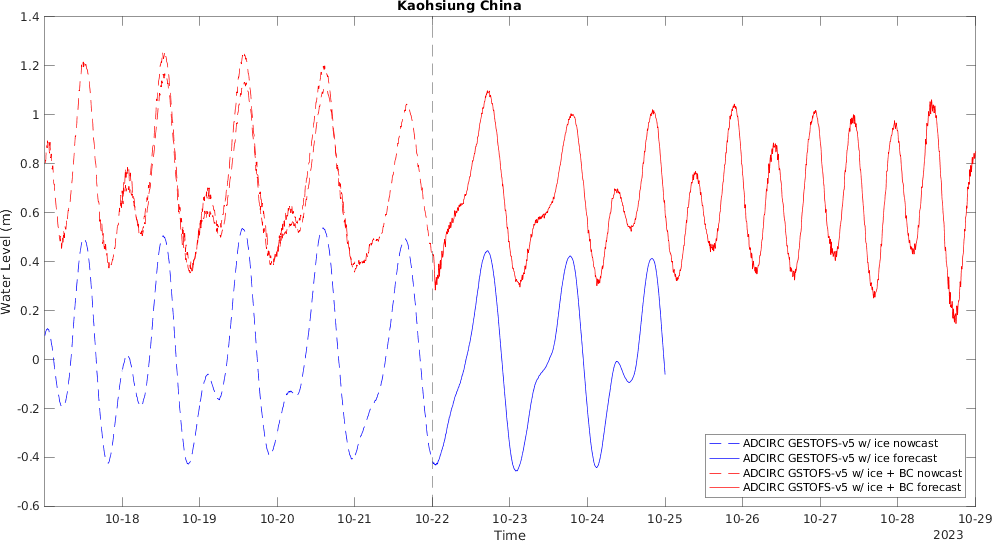 Kaohsiung China
1.4
1.2
1
0.8
0.6
0.4
0.2
0
-0.2
-0.4
-0.6
Water Level (m)
ADCIRC GESTOFS-v5 w/ ice nowcast
ADCIRC GESTOFS-v5 w/ ice forecast
ADCIRC GSTOFS-v5 w/ ice + BC nowcast
ADCIRC GSTOFS-v5 w/ ice + BC forecast
10-18 10-19 10-20 10-21 10-22 10-23 10-24 10-25 10-26 10-27 10-28 10-29
Time
2023